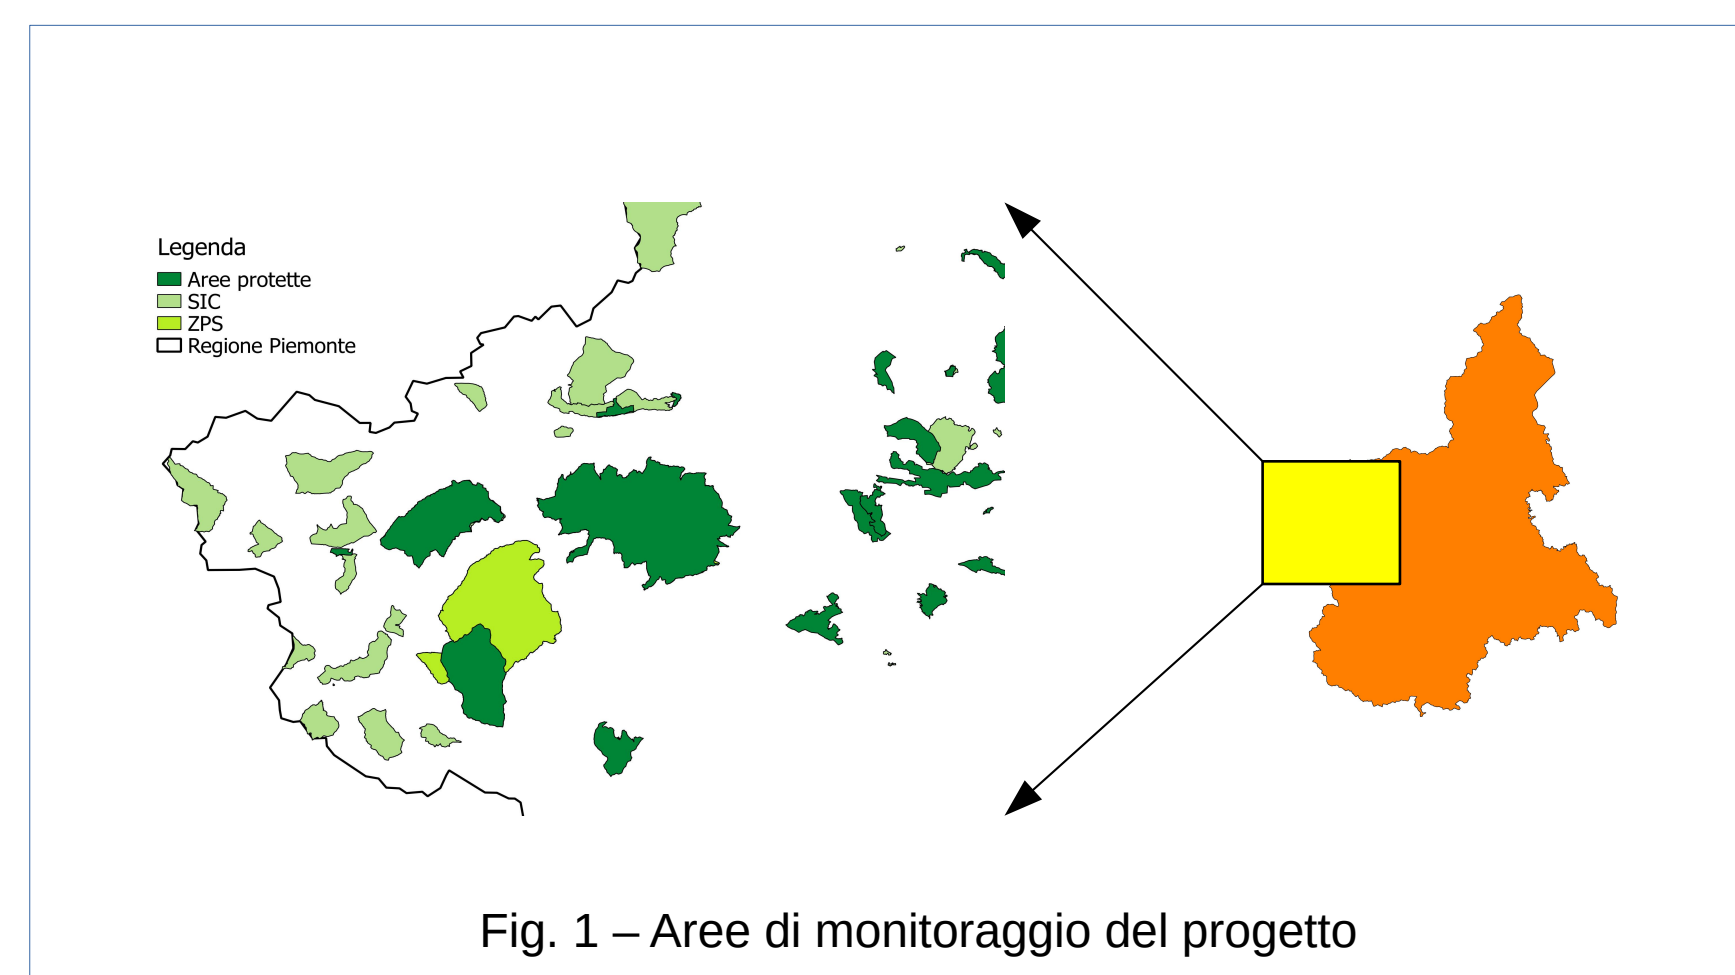 Legenda
Aree protette
SIC
ZPS
Regione Piemonte
Fig. 1 – Aree di monitoraggio del progetto